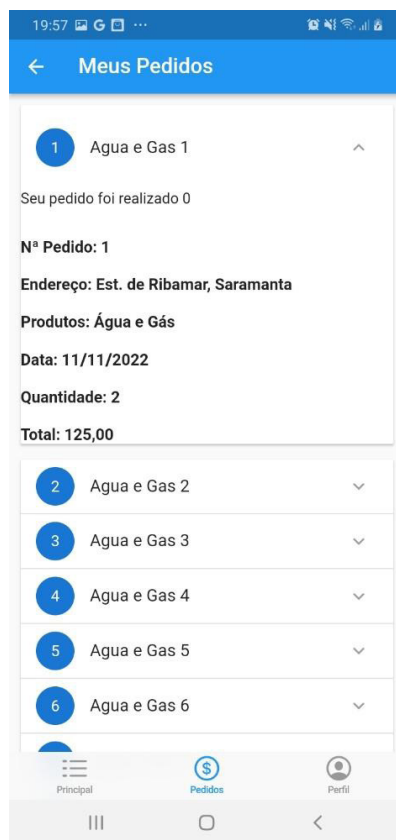 19:57 G
Meus Pedidos
1 Agua e Gas 1
Seu pedido foi realizado 0
Nª Pedido: 1
Endereço: Est. de Ribamar, Saramanta
Produtos: Água e Gás
Data: 11/11/2022
Quantidade: 2
Total: 125,00
2 Agua e Gas 2
3 Agua e Gas 3
4 Agua e Gas 4
5 Agua e Gas 5
6 Agua e Gas 6
Principal $ Pedidos Perfil